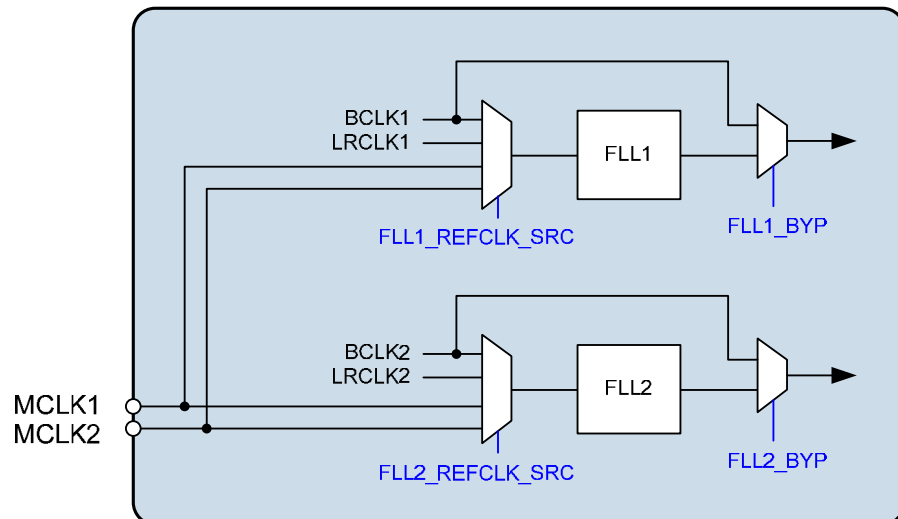 BCLK1
LRCLK1
FLL1
FLL1_REFCLK_SRC
FLL1_BYP
BCLK2
LRCLK2
FLL2
MCLK1
MCLK2
FLL2_REFCLK_SRC
FLL2_BYP